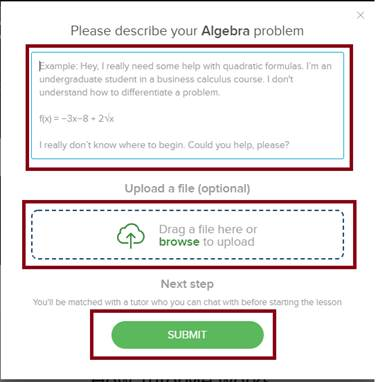 Please describe your Algebra problem
Example: Hey, I really need some help with quadratic formulas. I'm an
undergraduate student in a business calculus course. I don't
understand how to differentiate a problem.
f(x) = −3x−8 + 2√x
I really don't know where to begin. Could you help, please?
Upload a file (optional)
Drag a file here or
browse to upload
Next step
You'll be matched with a tutor who you can chat with before starting the lesson
SUBMIT